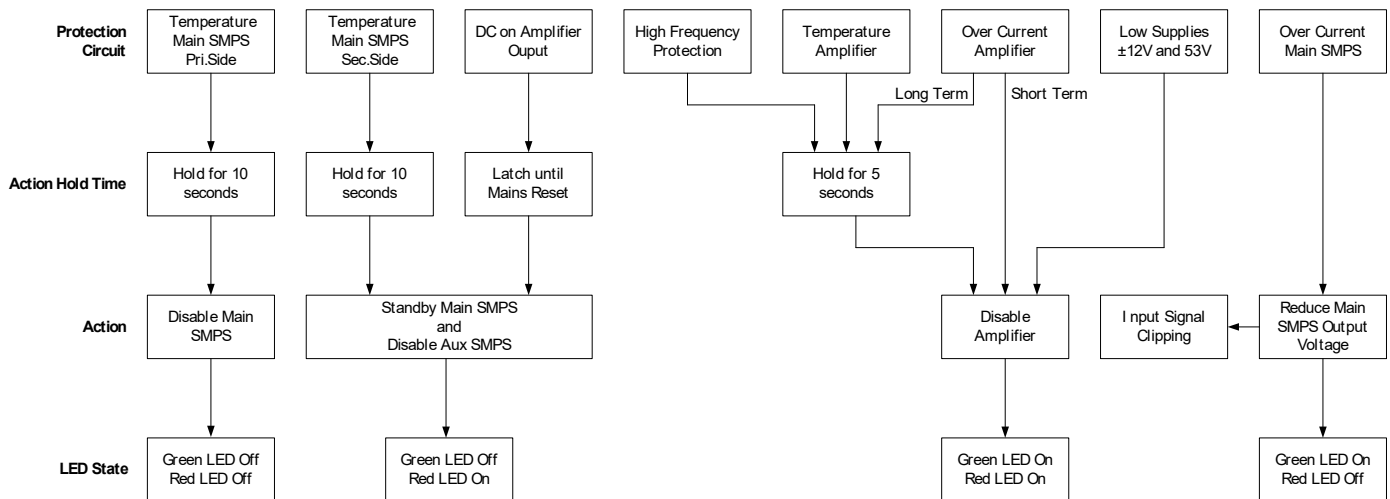 Protection
Circuit
Temperature
Main SMPS
Pri.Side
Temperature
Main SMPS
Sec.Side
DC on Amplifier
Ouput
High Frequency
Protection
Temperature
Amplifier
Over Current
Amplifier
Low Supplies
±12V and 53V
Over Current
Main SMPS
Long Term
Short Term
Action Hold Time
Hold for 10
seconds
Hold for 10
seconds
Latch until
Mains Reset
Hold for 5
seconds
Action
Disable Main
SMPS
Standby Main SMPS
and
Disable Aux SMPS
Disable
Amplifier
Input Signal
Clipping
Reduce Main
SMPS Output
Voltage
LED State
Green LED Off
Red LED Off
Green LED Off
Red LED On
Green LED On
Red LED On
Green LED On
Red LED Off